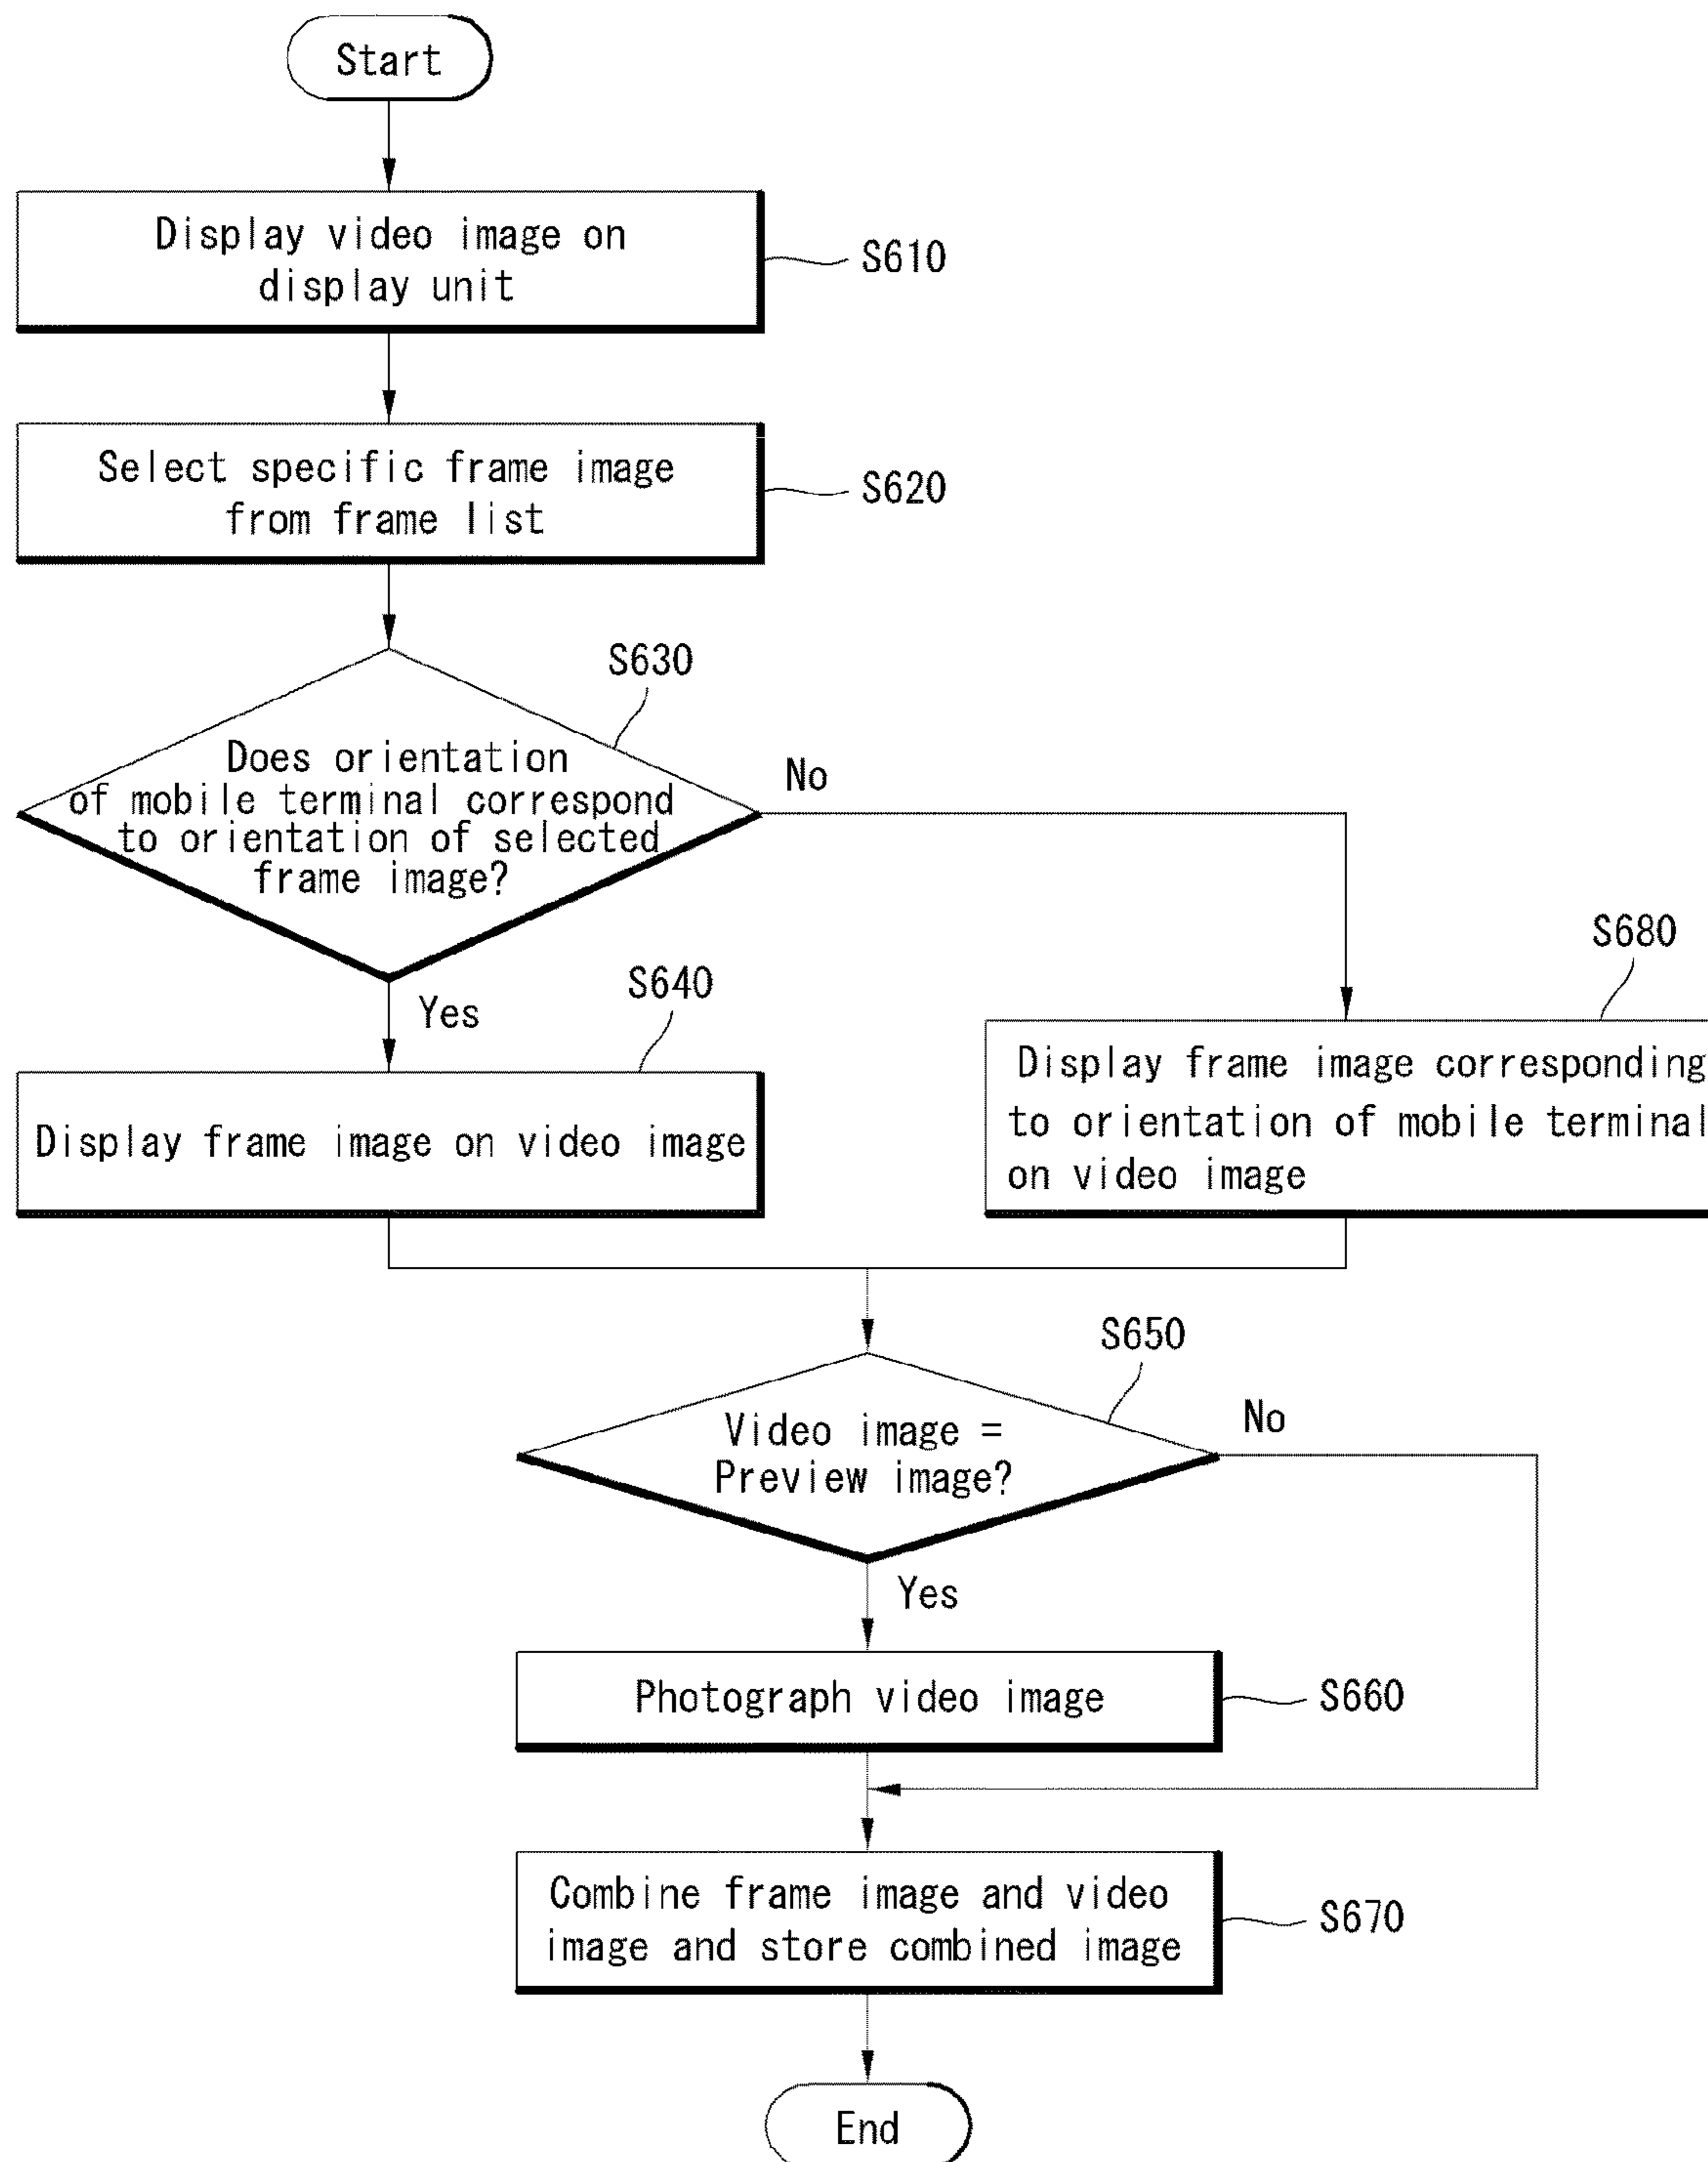 Start
Display video image on
display unit
S610
Select specific frame image
from frame list
S620
S630
Does orientation
of mobile terminal correspond
to orientation of selected
frame image?
No
Yes
S640
Display frame image on video image
S680
Display frame image corresponding
to orientation of mobile terminal
on video image
S650
Video image =
Preview image?
No
Yes
Photograph video image
S660
Combine frame image and video
image and store combined image
S670
End